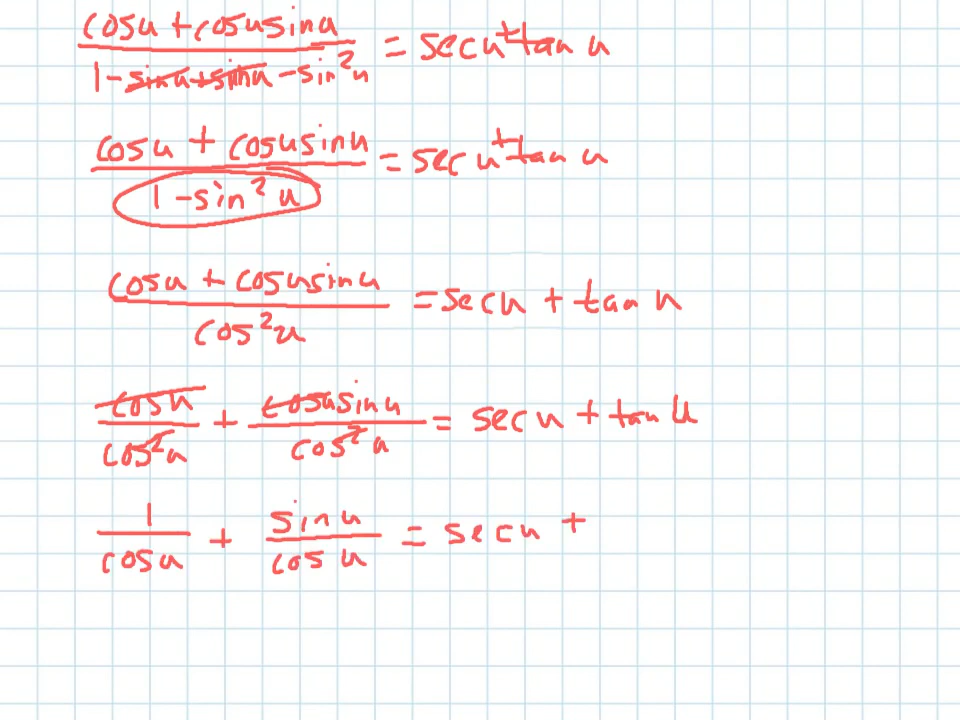 cosu + cosusinu / 1 - sinu + sinu - sin²u = secu + tan u
cosu + cosusinu / 1 - sin²u = secu + tan u
cosu + cosusinu / cos²u = secu + tan u
cosu / cos²u + cosusinu / cos²u = secu + tan u
1 / cosu + sinu / cosu = secu +